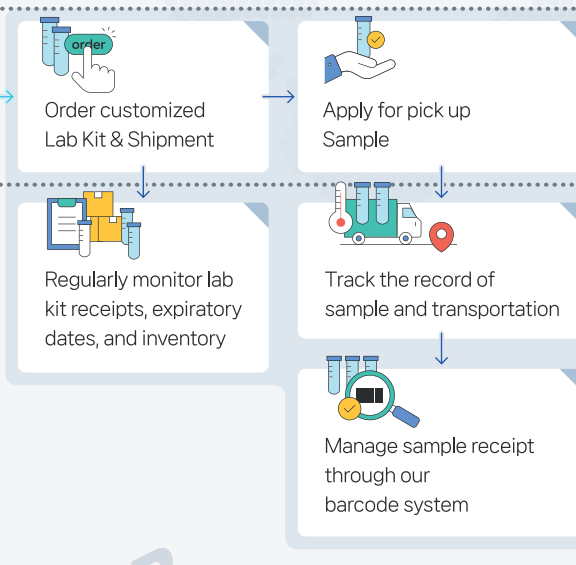 order
Order customized
Lab Kit & Shipment
Apply for pick up
Sample
Regularly monitor lab
kit receipts, expiratory
dates, and inventory
Track the record of
sample and transportation
Manage sample receipt
through our
barcode system